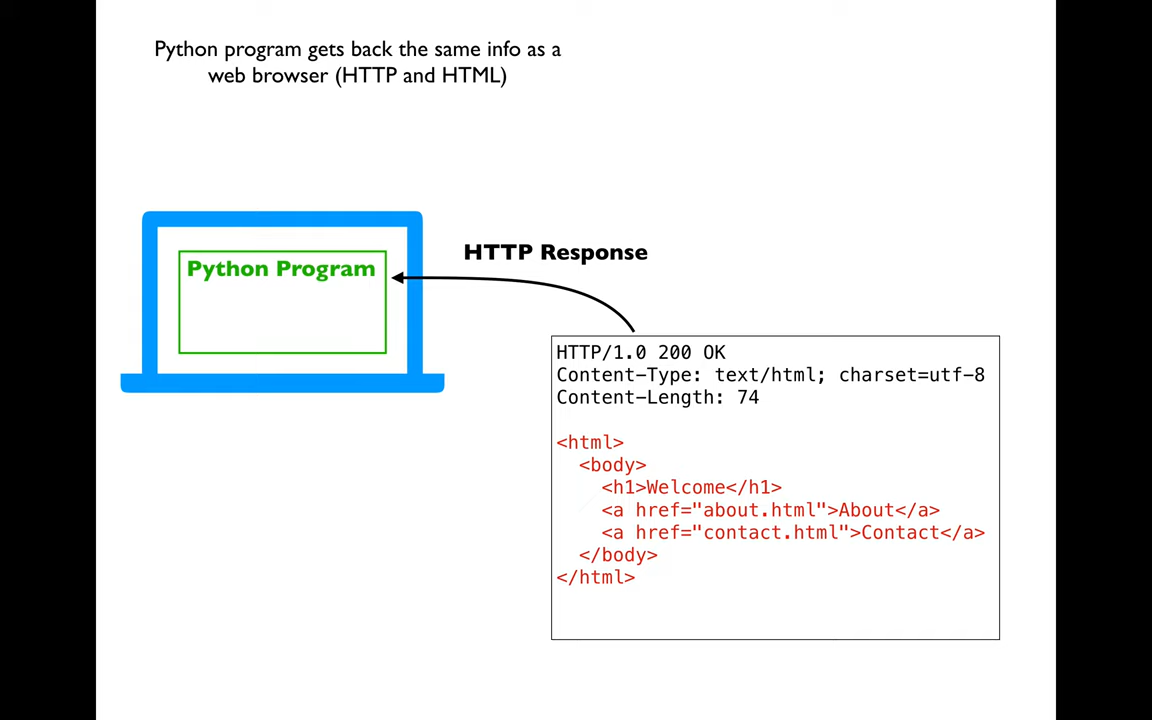 Python program gets back the same info as a
web browser (HTTP and HTML)
Python Program
HTTP Response
HTTP/1.0 200 OK
Content-Type: text/html; charset=utf-8
Content-Length: 74
<html>
  <body>
    <h1>Welcome</h1>
    <a href="about.html">About</a>
    <a href="contact.html">Contact</a>
  </body>
</html>